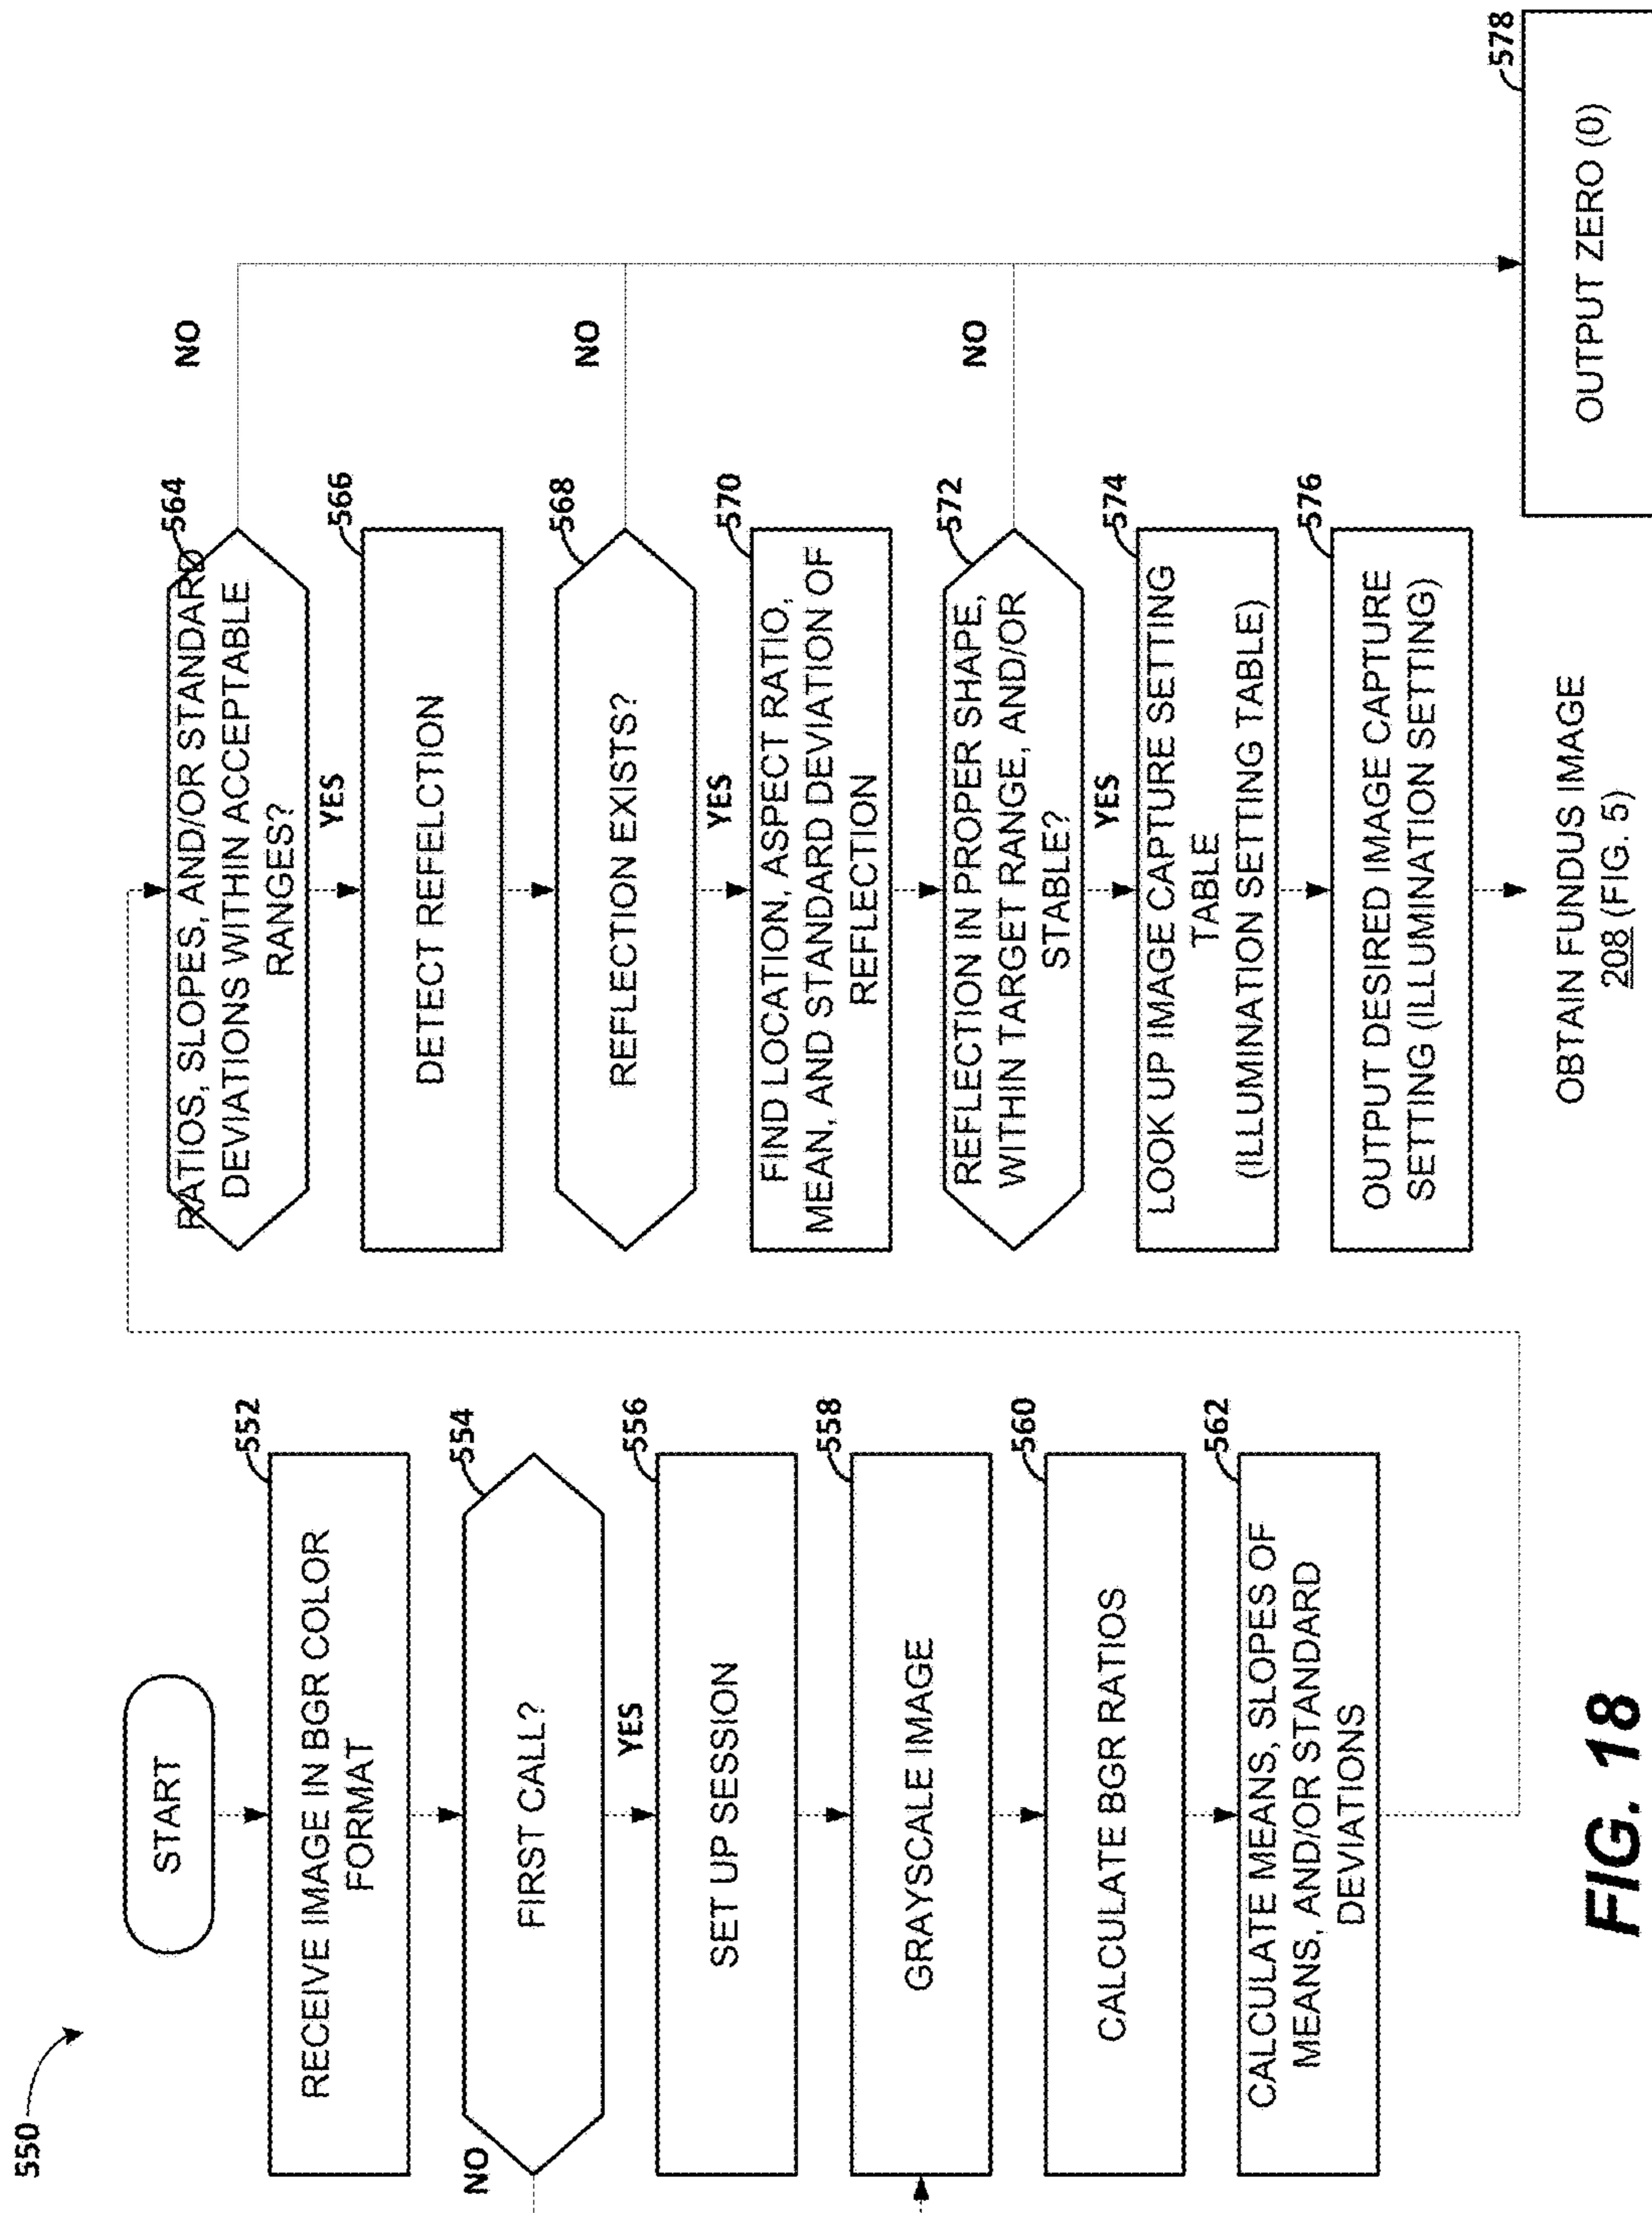 550
START
552
RECEIVE IMAGE IN BGR COLOR
FORMAT
554
FIRST CALL?
NO
YES
556
SET UP SESSION
558
GRAYSCALE IMAGE
560
CALCULATE BGR RATIOS
562
CALCULATE MEANS, SLOPES OF
MEANS, AND/OR STANDARD
DEVIATIONS
564
RATIOS, SLOPES, AND/OR STANDARD
DEVIATIONS WITHIN ACCEPTABLE
RANGES?
NO
YES
566
DETECT REFELCTION
568
REFLECTION EXISTS?
NO
YES
570
FIND LOCATION, ASPECT RATIO,
MEAN, AND STANDARD DEVIATION OF
REFLECTION
572
REFLECTION IN PROPER SHAPE,
WITHIN TARGET RANGE, AND/OR
STABLE?
NO
YES
574
LOOK UP IMAGE CAPTURE SETTING
TABLE
(ILLUMINATION SETTING TABLE)
576
OUTPUT DESIRED IMAGE CAPTURE
SETTING (ILLUMINATION SETTING)
OBTAIN FUNDUS IMAGE
208 (FIG. 5)
578
OUTPUT ZERO (0)
FIG. 18